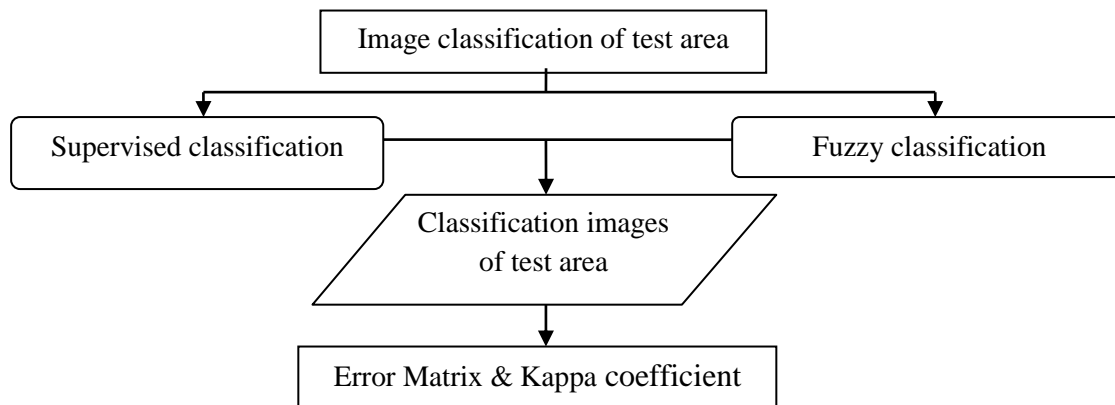 Image classification of test area
Supervised classification
Fuzzy classification
Classification images
of test area
Error Matrix & Kappa coefficient